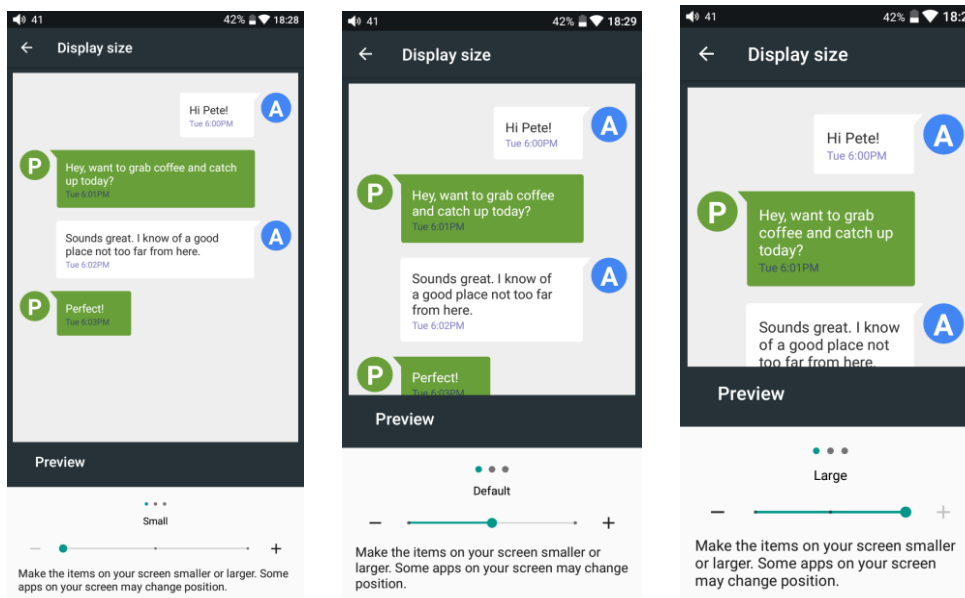 41 42% 18:28
Display size
Hi Pete!
Tue 6:00PM
A
P
Hey, want to grab coffee and catch
up today?
Tue 6:01PM
Sounds great. I know of a good
place not too far from here.
Tue 6:02PM
A
P
Perfect!
Tue 6:03PM
Preview
Small
Make the items on your screen smaller or larger. Some
apps on your screen may change position.
41 42% 18:29
Display size
Hi Pete!
Tue 6:00PM
A
P
Hey, want to grab coffee
and catch up today?
Tue 6:01PM
Sounds great. I know of
a good place not too far
from here.
Tue 6:02PM
A
P
Perfect!
Tue 6:03PM
Preview
Default
Make the items on your screen smaller or
larger. Some apps on your screen may change
position.
41 42%
Display size
Hi Pete!
Tue 6:00PM
A
P
Hey, want to grab
coffee and catch up
today?
Tue 6:01PM
Sounds great. I know
of a good place not
too far from here.
A
Preview
Large
Make the items on your screen smaller
or larger. Some apps on your screen
may change position.